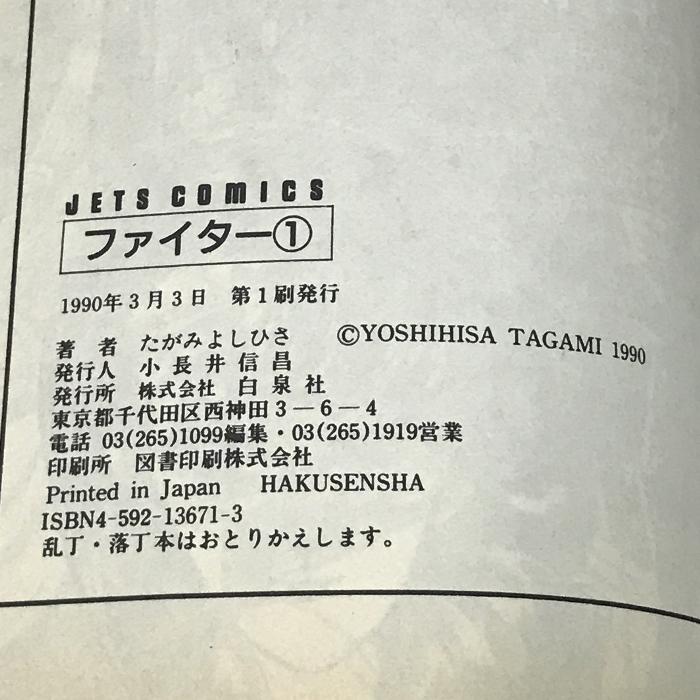 JETS COMICS
ファイター①
1990年3月3日　第1刷発行
著　者　たがみよしひさ　©YOSHIHISA TAGAMI 1990
発行人　小長井信昌
発行所　株式会社　白泉社
東京都千代田区西神田3―6―4
電話 03(265)1099編集・03(265)1919営業
印刷所　図書印刷株式会社
Printed in Japan　HAKUSENSHA
ISBN4-592-13671-3
乱丁・落丁本はおとりかえします。